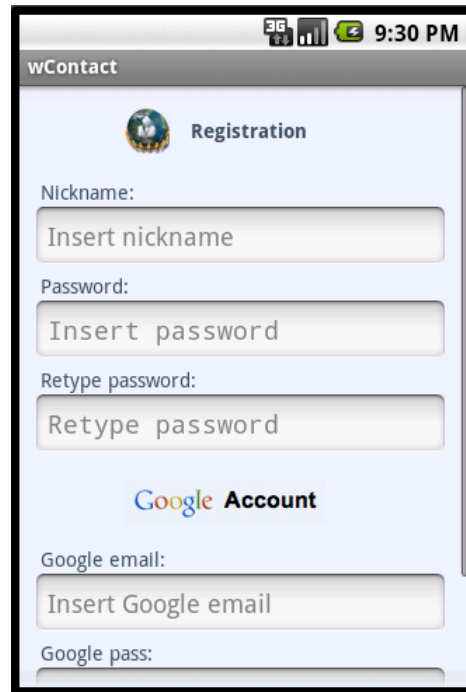 3G 9:30 PM
wContact
Registration
Nickname:
Insert nickname
Password:
Insert password
Retype password:
Retype password
Google Account
Google email:
Insert Google email
Google pass: